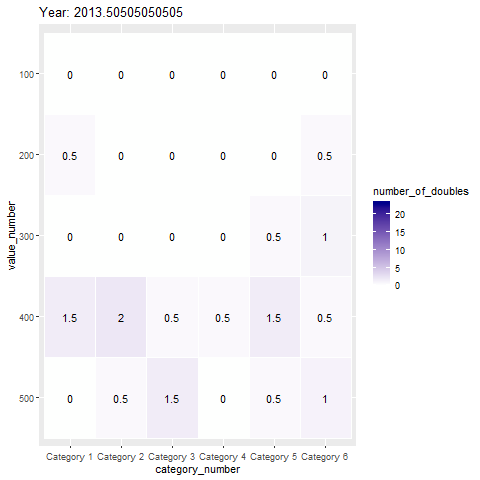 Year: 2013.50505050505
100 0 0 0 0 0 0
200 0.5 0 0 0 0 0.5
300 0 0 0 0 0.5 1
400 1.5 2 0.5 0.5 1.5 0.5
500 0 0.5 1.5 0 0.5 1
Category 1 Category 2 Category 3 Category 4 Category 5 Category 6
category_number
value_number
number_of_doubles
20
15
10
5
0